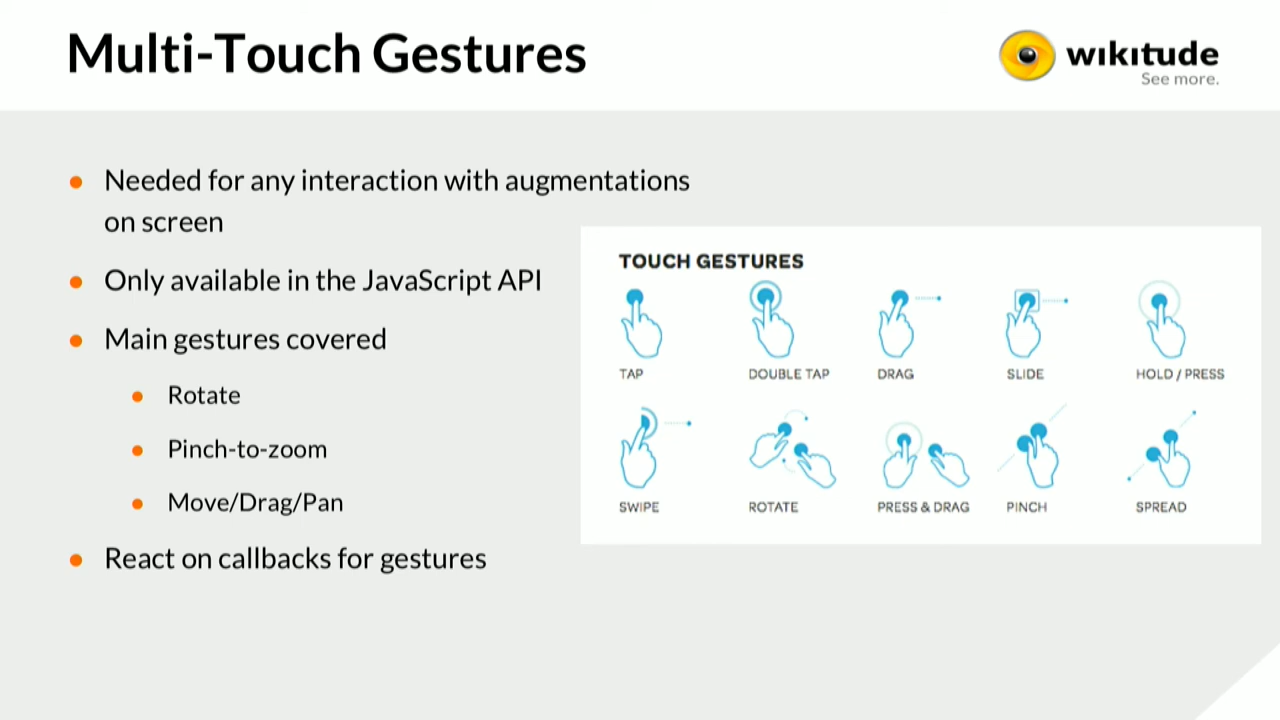 Multi-Touch Gestures
wikitude
See more.
Needed for any interaction with augmentations
on screen
Only available in the JavaScript API
Main gestures covered
Rotate
Pinch-to-zoom
Move/Drag/Pan
React on callbacks for gestures
TOUCH GESTURES
TAP DOUBLE TAP DRAG SLIDE HOLD / PRESS
SWIPE ROTATE PRESS & DRAG PINCH SPREAD